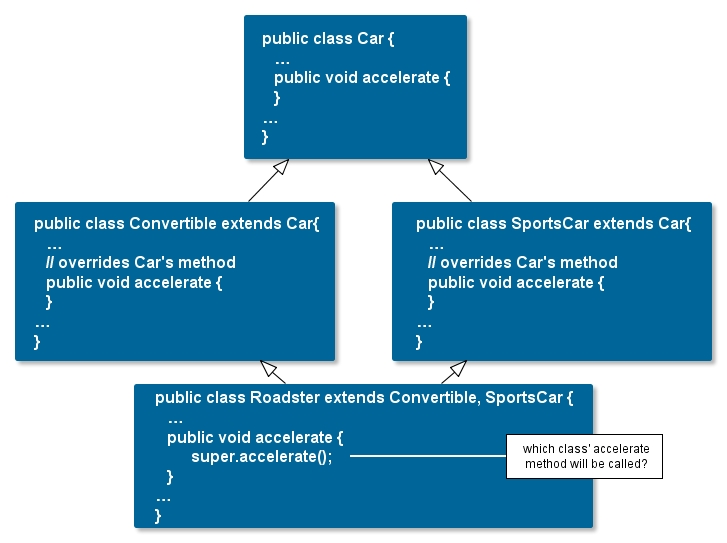 public class Car {
...
public void accelerate {
}
...
}
public class Convertible extends Car{
...
// overrides Car's method
public void accelerate {
}
...
}
public class SportsCar extends Car{
...
// overrides Car's method
public void accelerate {
}
...
}
public class Roadster extends Convertible, SportsCar {
...
public void accelerate {
super.accelerate();
}
...
}
which class' accelerate
method will be called?